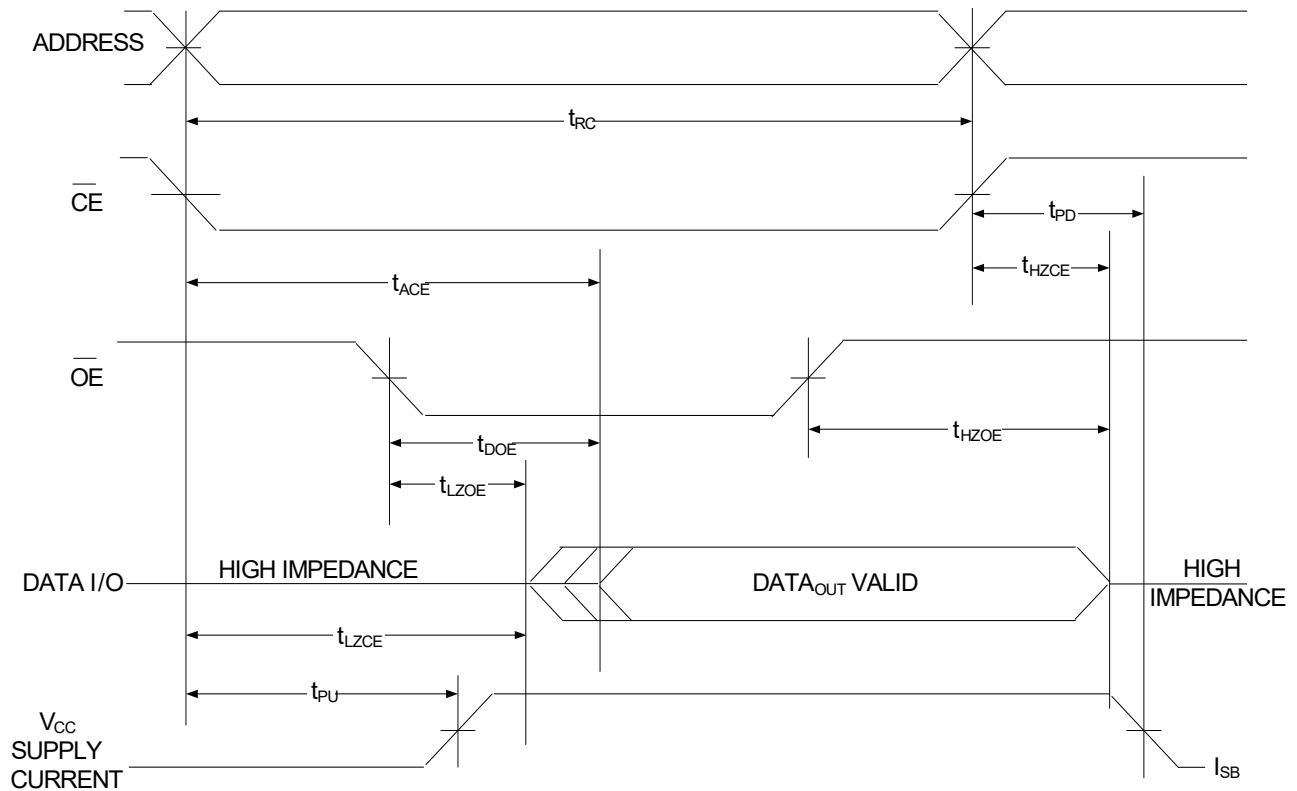 ADDRESS
tRC
CE
tPD
tHZCE
tACE
OE
tHZOE
tDOE
tLZOE
DATA I/O
HIGH IMPEDANCE
DATAOUT VALID
HIGH
IMPEDANCE
tLZCE
tPU
VCC
SUPPLY
CURRENT
ISB